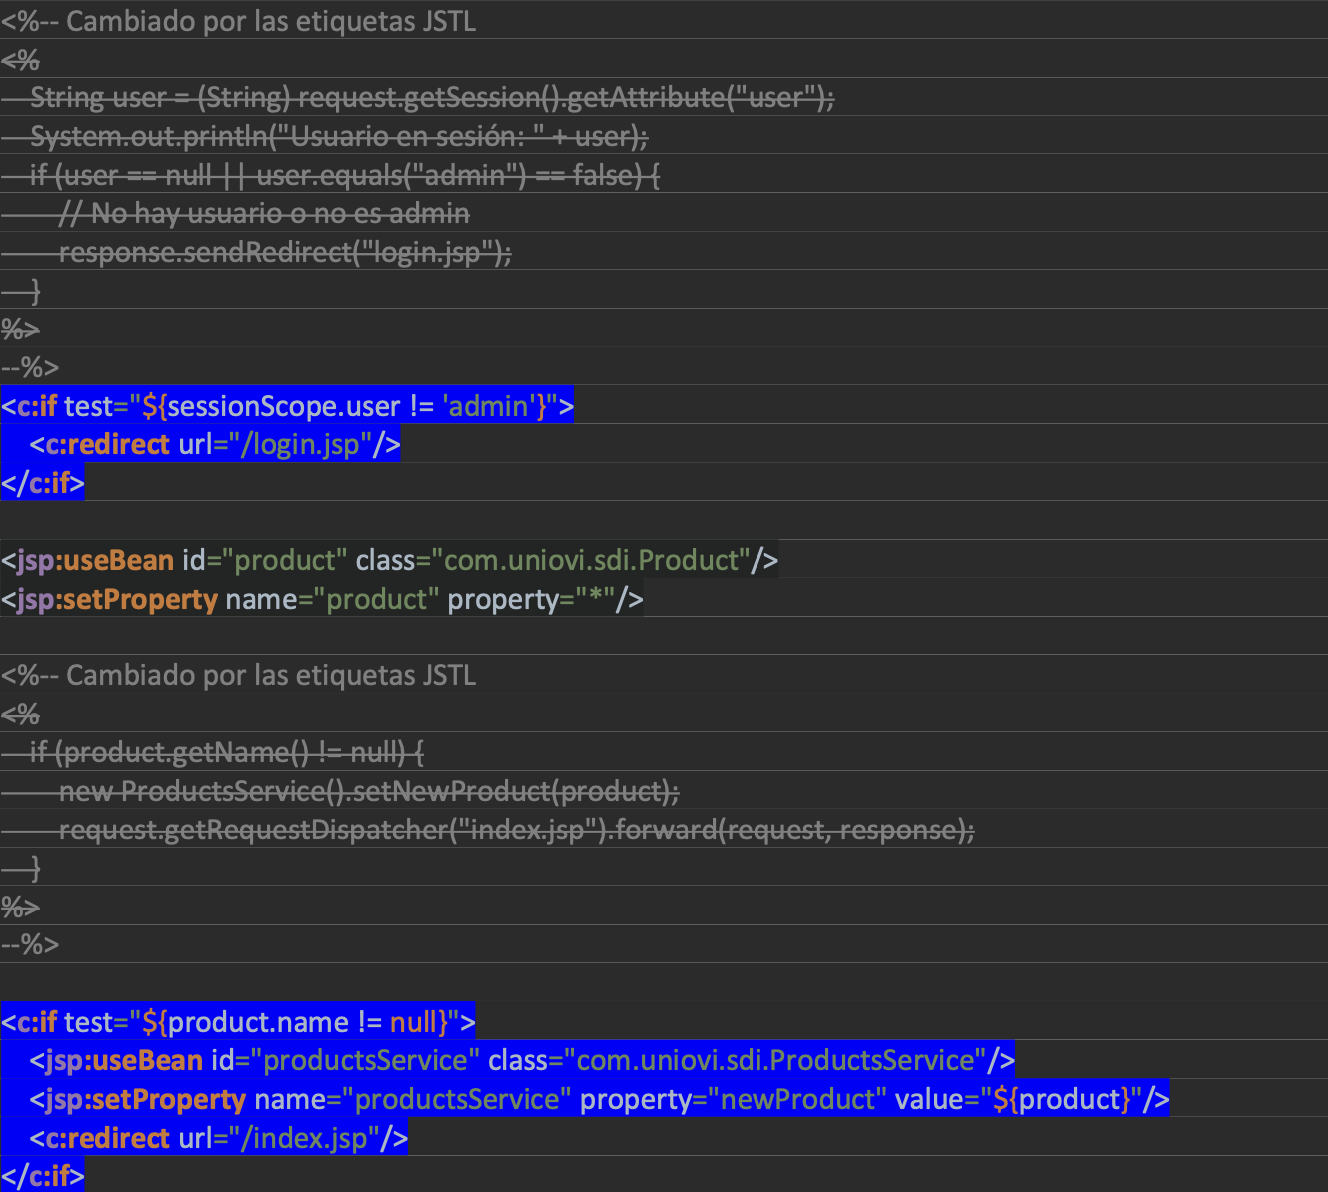 <%-- Cambiado por las etiquetas JSTL
<%
String user = (String) request.getSession().getAttribute("user");
System.out.println("Usuario en sesión: " + user);
if (user == null || user.equals("admin") == false) {
// No hay usuario o no es admin
response.sendRedirect("login.jsp");
}
%>
--%>
<c:if test="${sessionScope.user != 'admin'}">
<c:redirect url="/login.jsp"/>
</c:if>
<jsp:useBean id="product" class="com.uniovi.sdi.Product"/>
<jsp:setProperty name="product" property="*"/>
<%-- Cambiado por las etiquetas JSTL
<%
if (product.getName() != null) {
new ProductsService().setNewProduct(product);
request.getRequestDispatcher("index.jsp").forward(request, response);
}
%>
--%>
<c:if test="${product.name != null}">
<jsp:useBean id="productsService" class="com.uniovi.sdi.ProductsService"/>
<jsp:setProperty name="productsService" property="newProduct" value="${product}"/>
<c:redirect url="/index.jsp"/>
</c:if>